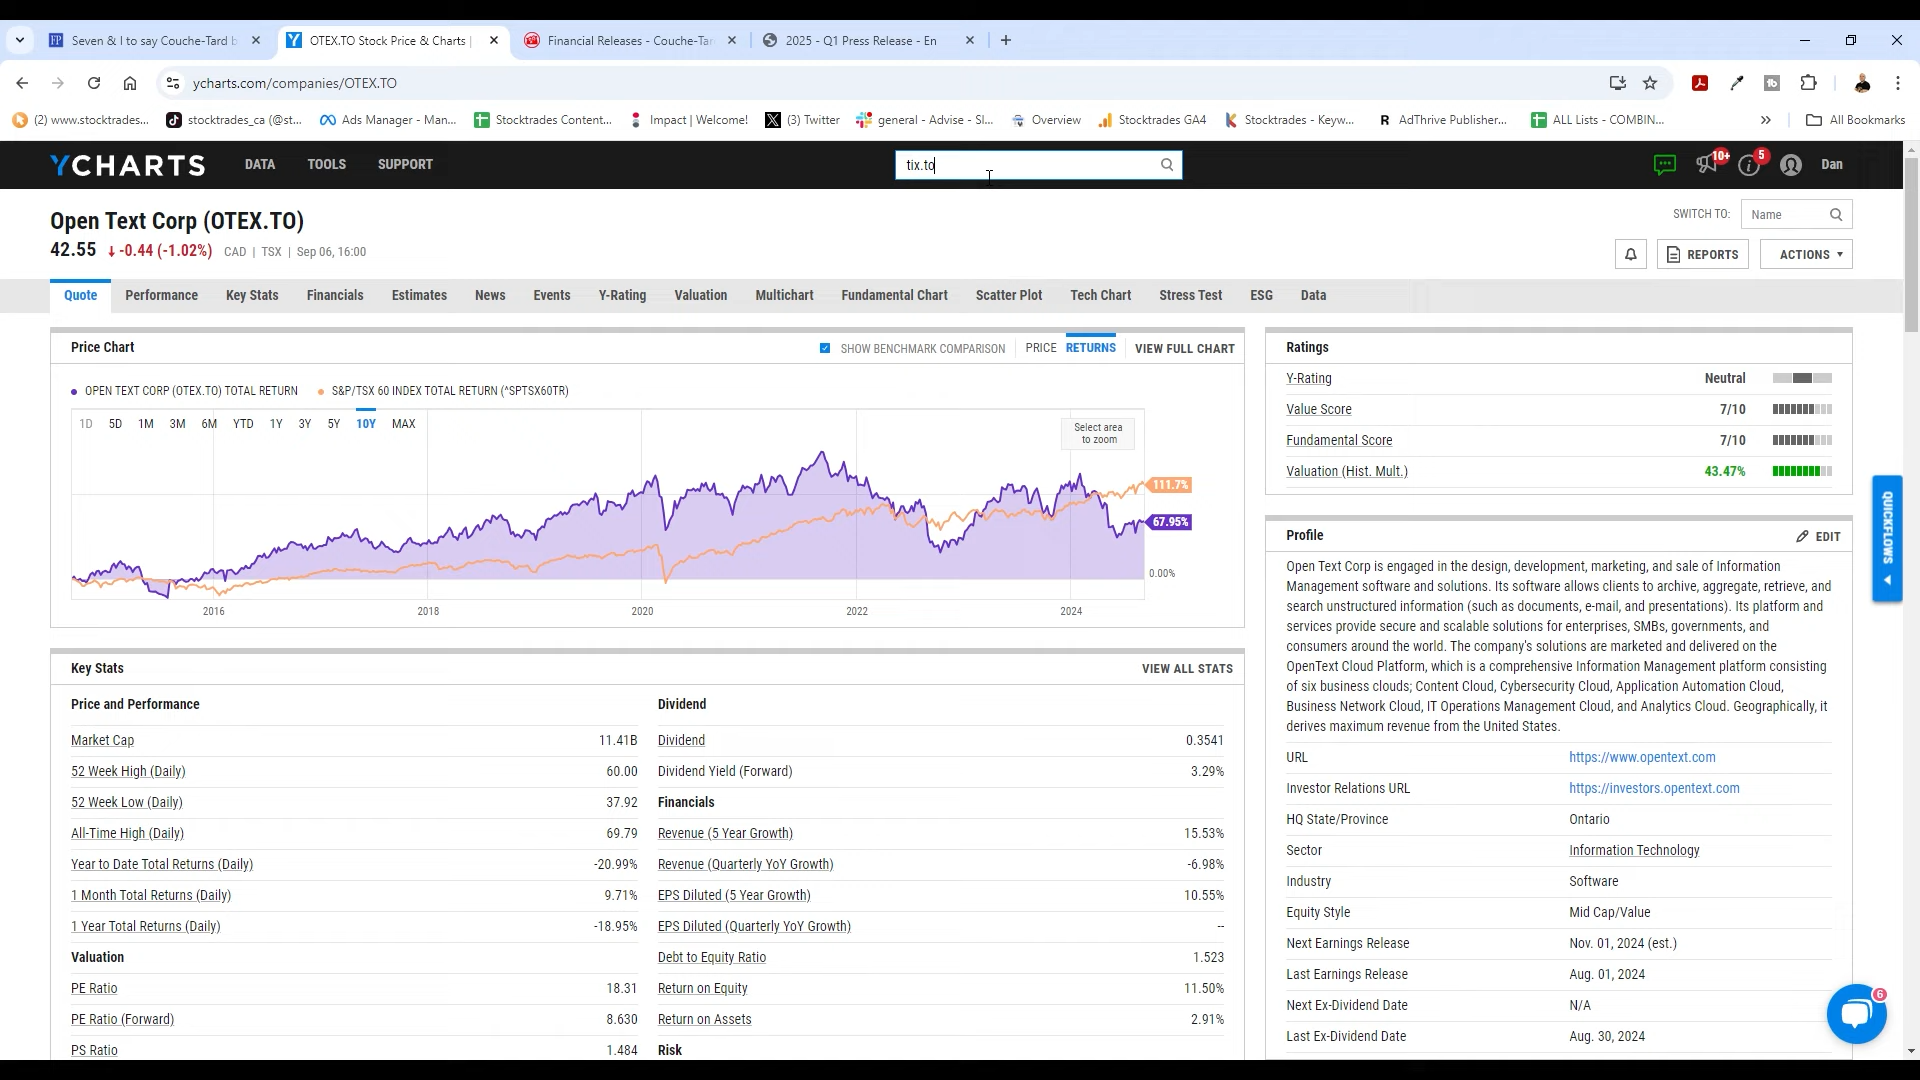 Seven & I to say Couche-Tard b
OTEX.TO Stock Price & Charts |
Financial Releases - Couche-Tar
2025 - Q1 Press Release - En
ycharts.com/companies/OTEX.TO
(2) www.stocktrades...
stocktrades_ca (@st...
Ads Manager - Man...
Stocktrades Content...
Impact | Welcome!
(3) Twitter
general - Advise - Sl...
Overview
Stocktrades GA4
Stocktrades - Keyw...
AdThrive Publisher...
ALL Lists - COMBIN...
All Bookmarks
YCHARTS
DATA
TOOLS
SUPPORT
tix.to
10+
5
Dan
Open Text Corp (OTEX.TO)
42.55 -0.44 (-1.02%) CAD | TSX | Sep 06, 16:00
SWITCH TO: Name
REPORTS
ACTIONS
Quote Performance Key Stats Financials Estimates News Events Y-Rating Valuation Multichart Fundamental Chart Scatter Plot Tech Chart Stress Test ESG Data
Price Chart
SHOW BENCHMARK COMPARISON PRICE RETURNS VIEW FULL CHART
OPEN TEXT CORP (OTEX.TO) TOTAL RETURN S&P/TSX 60 INDEX TOTAL RETURN (^SPTSX60TR)
1D 5D 1M 3M 6M YTD 1Y 3Y 5Y 10Y MAX
Select area
to zoom
111.7%
67.95%
0.00%
2016 2018 2020 2022 2024
Key Stats
VIEW ALL STATS
Price and Performance
Market Cap 11.41B
52 Week High (Daily) 60.00
52 Week Low (Daily) 37.92
All-Time High (Daily) 69.79
Year to Date Total Returns (Daily) -20.99%
1 Month Total Returns (Daily) 9.71%
1 Year Total Returns (Daily) -18.95%
Valuation
PE Ratio 18.31
PE Ratio (Forward) 8.630
PS Ratio 1.484
Dividend
Dividend 0.3541
Dividend Yield (Forward) 3.29%
Financials
Revenue (5 Year Growth) 15.53%
Revenue (Quarterly YoY Growth) -6.98%
EPS Diluted (5 Year Growth) 10.55%
EPS Diluted (Quarterly YoY Growth) --
Debt to Equity Ratio 1.523
Return on Equity 11.50%
Return on Assets 2.91%
Risk
Ratings
Y-Rating Neutral
Value Score 7/10
Fundamental Score 7/10
Valuation (Hist. Mult.) 43.47%
Profile
EDIT
Open Text Corp is engaged in the design, development, marketing, and sale of Information
Management software and solutions. Its software allows clients to archive, aggregate, retrieve, and
search unstructured information (such as documents, e-mail, and presentations). Its platform and
services provide secure and scalable solutions for enterprises, SMBs, governments, and
consumers around the world. The company's solutions are marketed and delivered on the
OpenText Cloud Platform, which is a comprehensive Information Management platform consisting
of six business clouds; Content Cloud, Cybersecurity Cloud, Application Automation Cloud,
Business Network Cloud, IT Operations Management Cloud, and Analytics Cloud. Geographically, it
derives maximum revenue from the United States.
URL https://www.opentext.com
Investor Relations URL https://investors.opentext.com
HQ State/Province Ontario
Sector Information Technology
Industry Software
Equity Style Mid Cap/Value
Next Earnings Release Nov. 01, 2024 (est.)
Last Earnings Release Aug. 01, 2024
Next Ex-Dividend Date N/A
Last Ex-Dividend Date Aug. 30, 2024
QUICKFLOWS
6